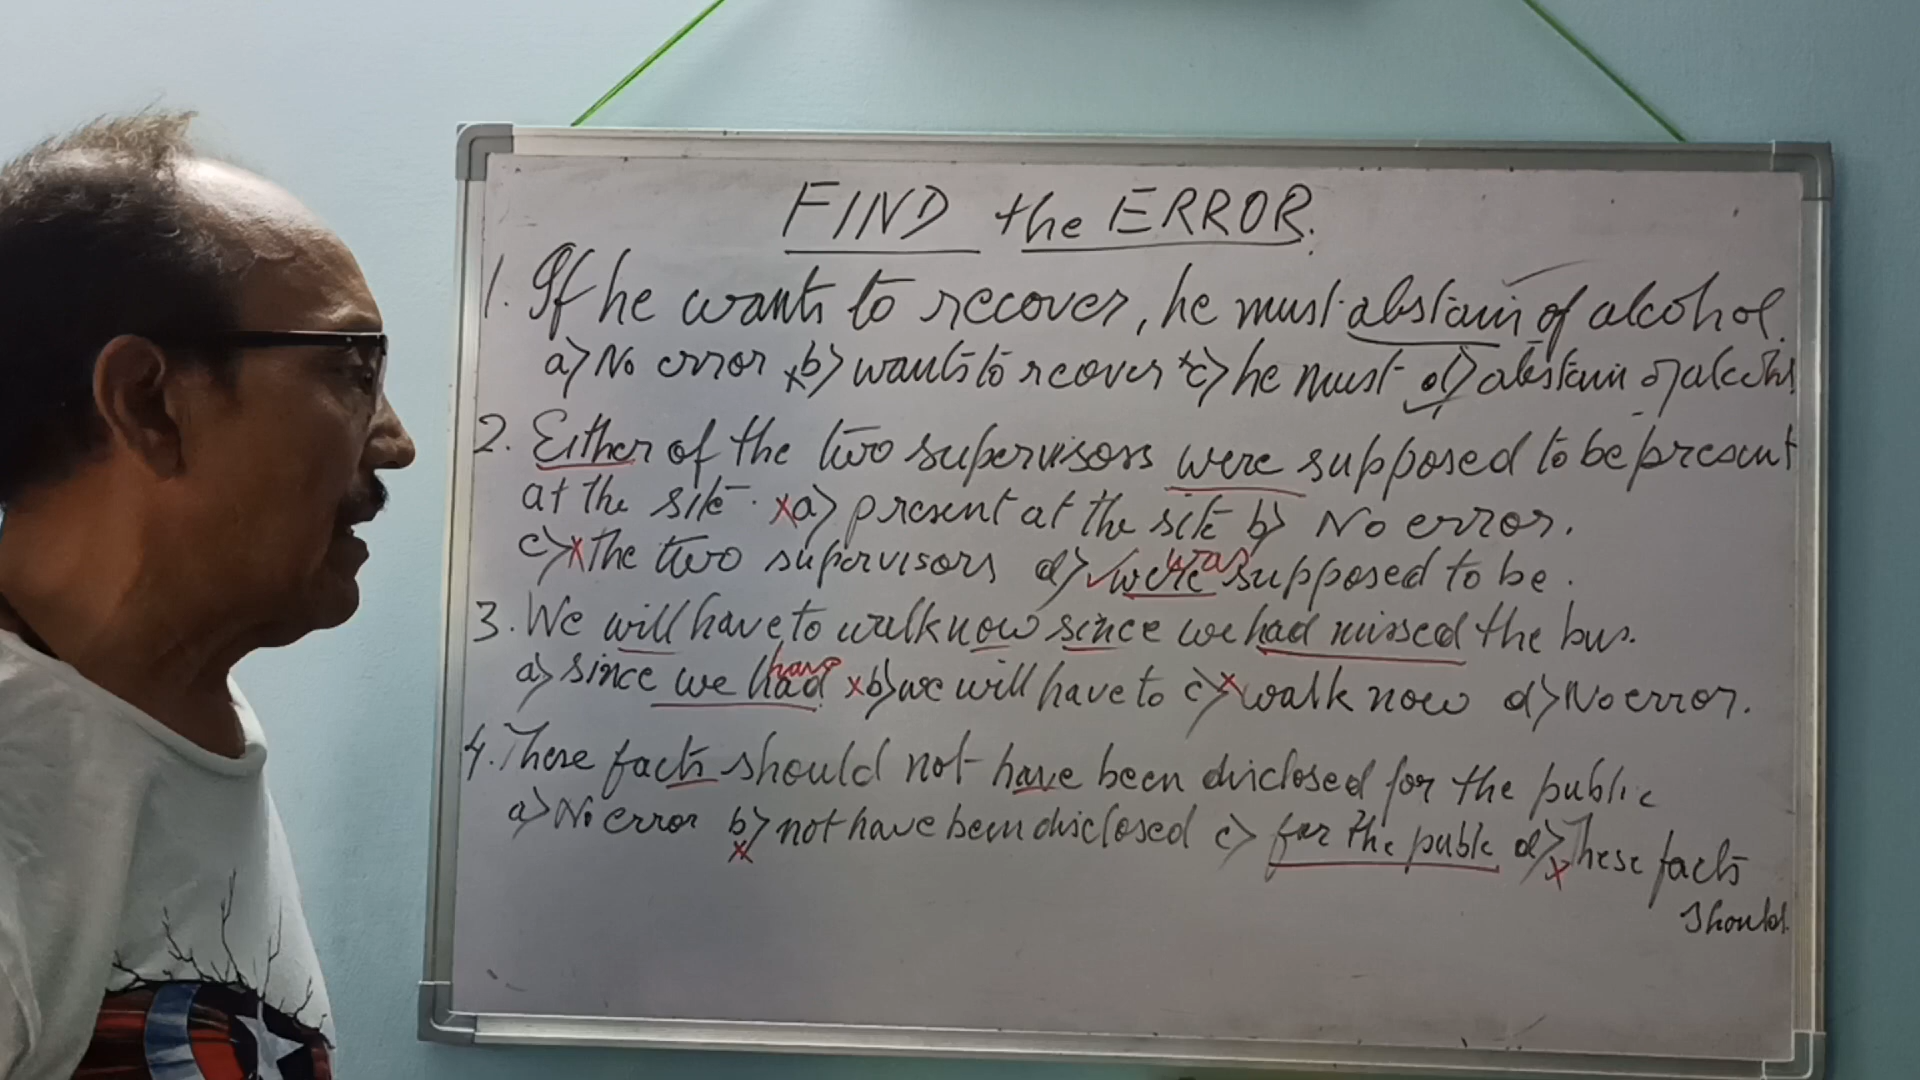 FIND the ERROR.
1. If he wants to recover, he must abstain of alcohol.
a) No error b) wants to recover c) he must d) abstain of alcohol
2. Either of the two supervisors were supposed to be present
at the site. a) present at the site b) No error.
was
c) the two supervisors d) were supposed to be.
3. We will have to walk now since we had missed the bus.
have
a) since we had b) we will have to c) walk now d) No error.
4. These facts should not have been disclosed for the public
a) No error b) not have been disclosed c) for the public d) These facts
should